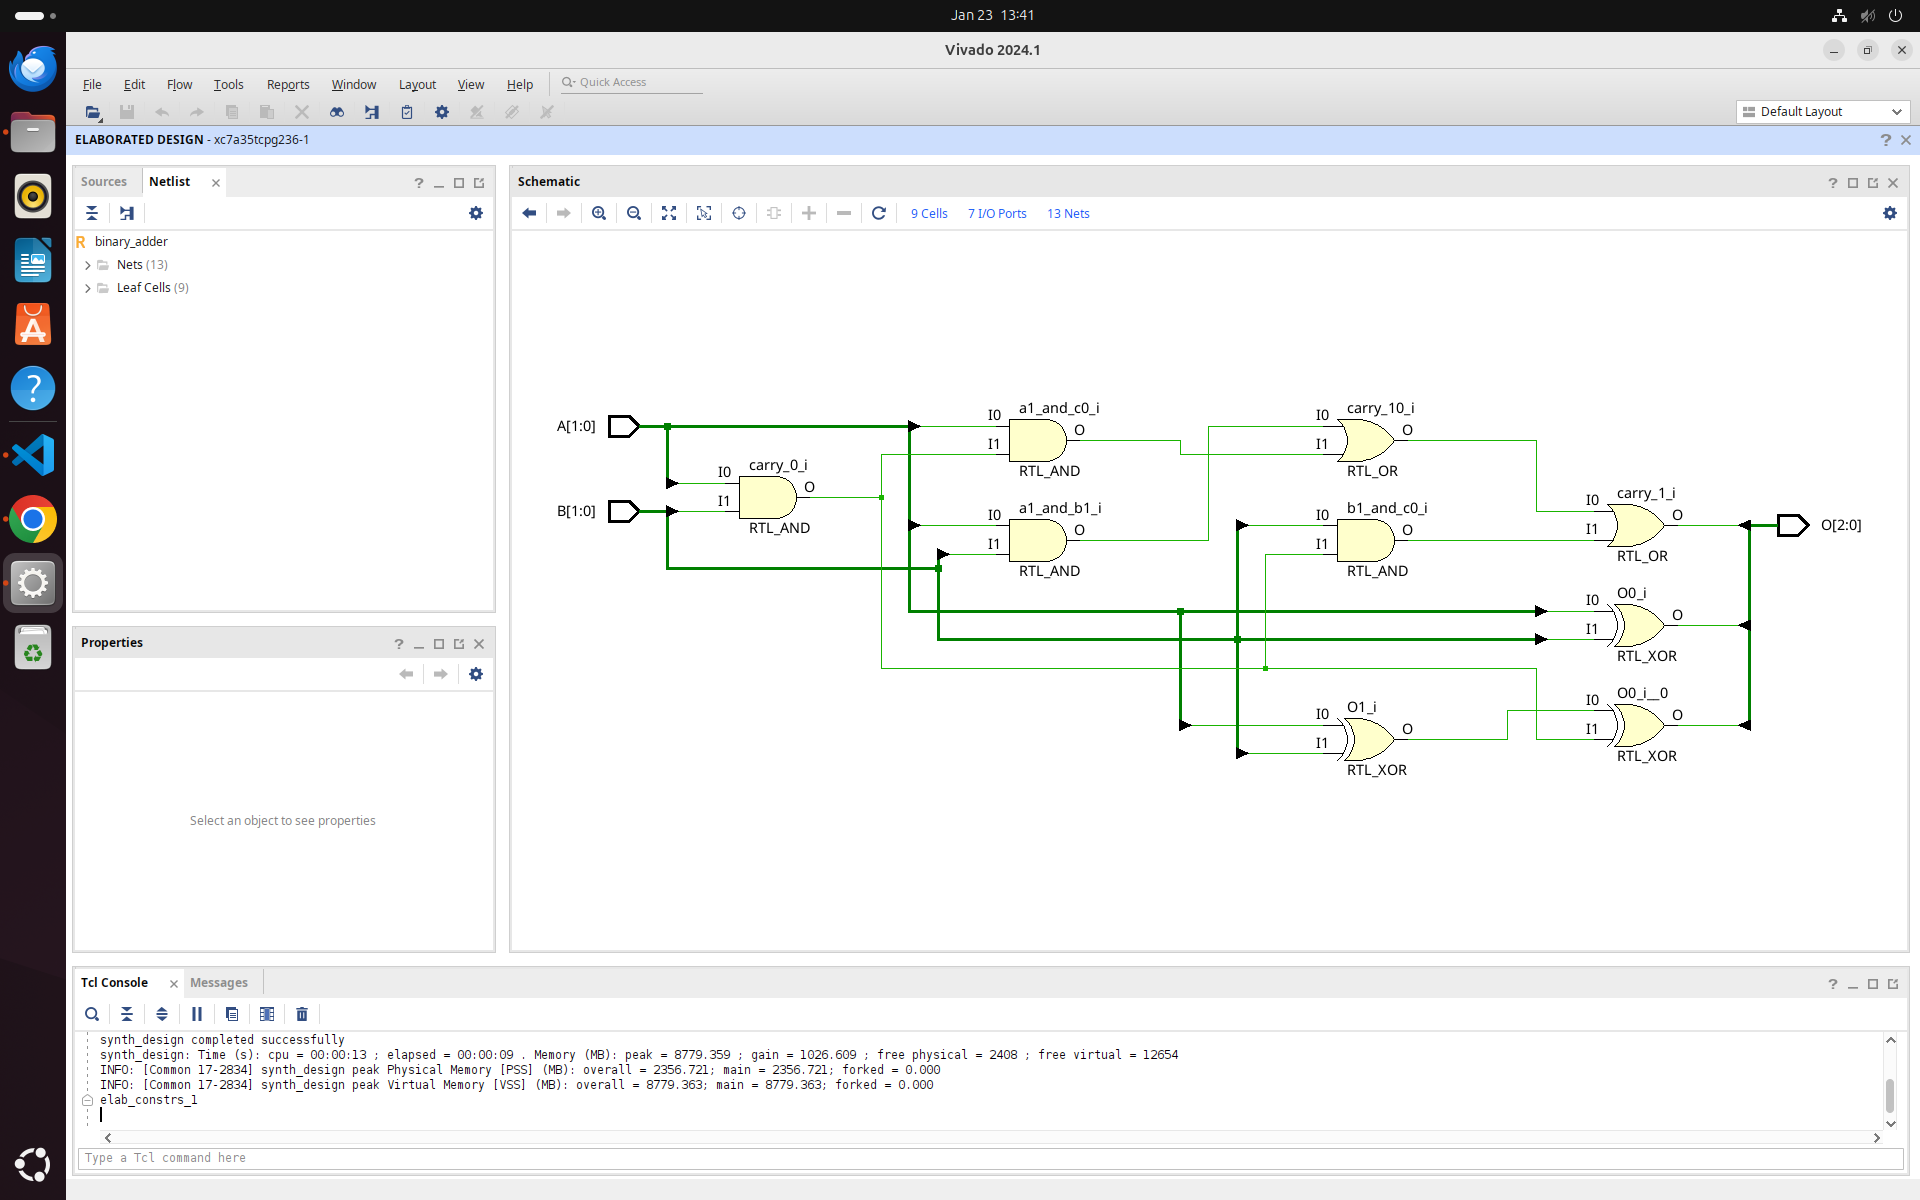 Jan 23 13:41
Vivado 2024.1
File Edit Flow Tools Reports Window Layout View Help Quick Access
Default Layout
ELABORATED DESIGN - xc7a35tcpg236-1
Sources Netlist
binary_adder
Nets (13)
Leaf Cells (9)
Properties
Select an object to see properties
Schematic
9 Cells 7 I/O Ports 13 Nets
A[1:0]
B[1:0]
carry_0_i
I0
I1
O
RTL_AND
a1_and_c0_i
I0
I1
O
RTL_AND
a1_and_b1_i
I0
I1
O
RTL_AND
carry_10_i
I0
I1
O
RTL_OR
b1_and_c0_i
I0
I1
O
RTL_AND
O1_i
I0
I1
O
RTL_XOR
carry_1_i
I0
I1
O
RTL_OR
O0_i
I0
I1
O
RTL_XOR
O0_i__0
I0
I1
O
RTL_XOR
O[2:0]
Tcl Console Messages
synth_design completed successfully
synth_design: Time (s): cpu = 00:00:13 ; elapsed = 00:00:09 . Memory (MB): peak = 8779.359 ; gain = 1026.609 ; free physical = 2408 ; free virtual = 12654
INFO: [Common 17-2834] synth_design peak Physical Memory [PSS] (MB): overall = 2356.721; main = 2356.721; forked = 0.000
INFO: [Common 17-2834] synth_design peak Virtual Memory [VSS] (MB): overall = 8779.363; main = 8779.363; forked = 0.000
elab_constrs_1
Type a Tcl command here